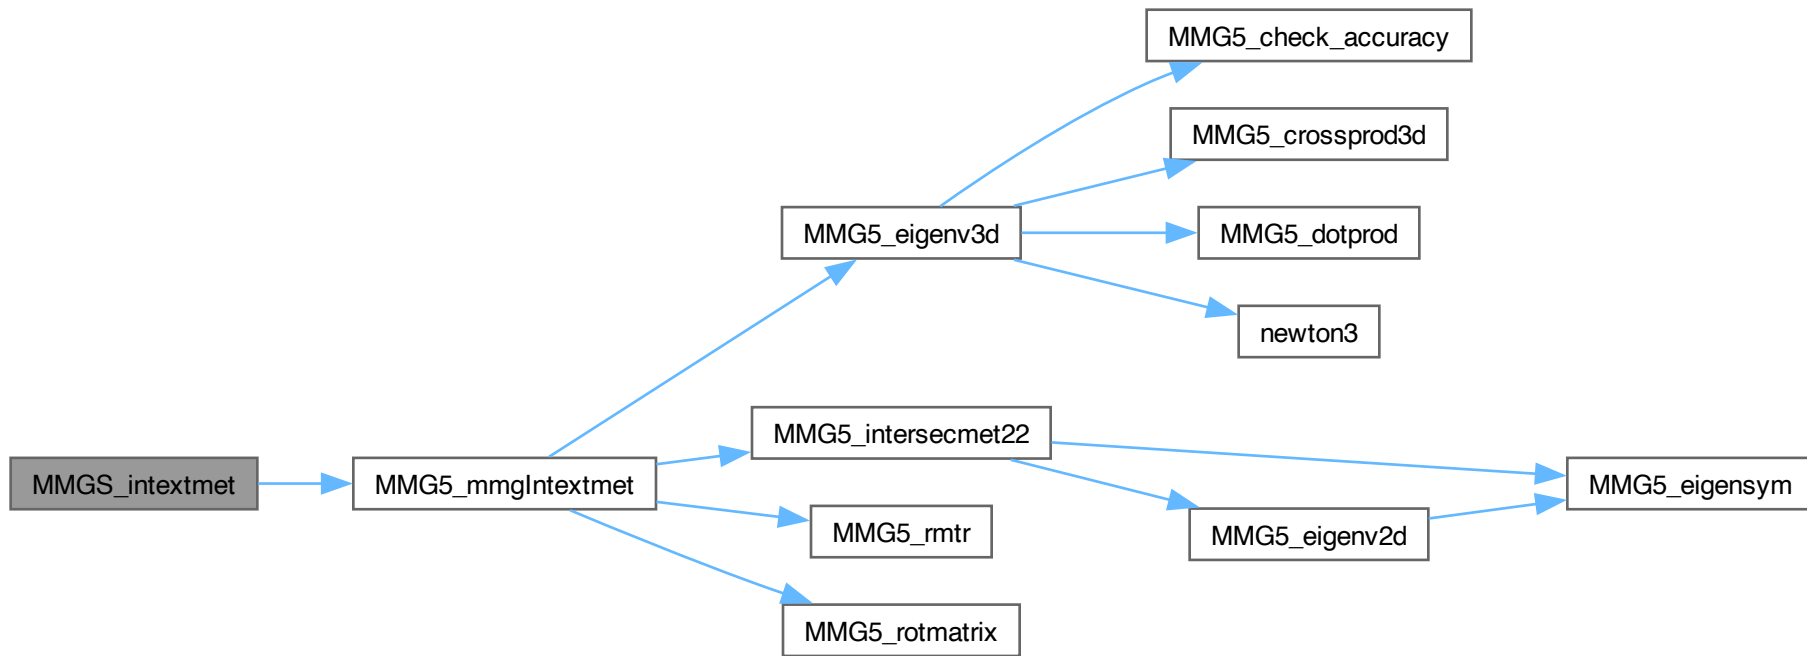 MMG5_check_accuracy
MMG5_crossprod3d
MMG5_eigenv3d
MMG5_dotprod
newton3
MMG5_intersecmet22
MMGS_intextmet
MMG5_mmgIntextmet
MMG5_eigensym
MMG5_rmtr
MMG5_eigenv2d
MMG5_rotmatrix